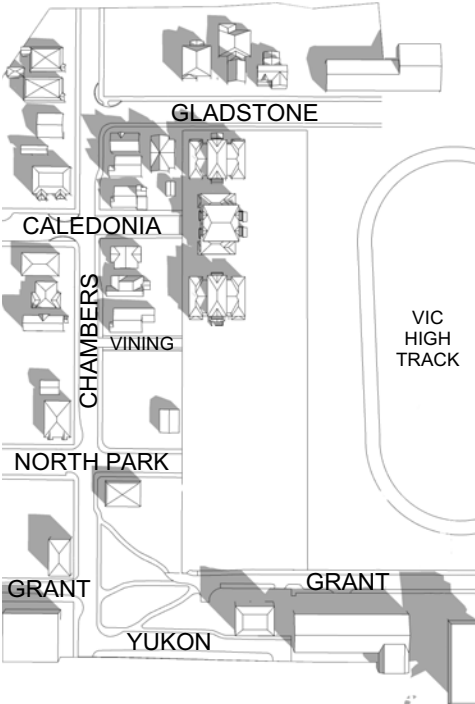 GLADSTONE
CALEDONIA
CHAMBERS
VIC
HIGH
TRACK
VINING
NORTH PARK
GRANT
GRANT
YUKON